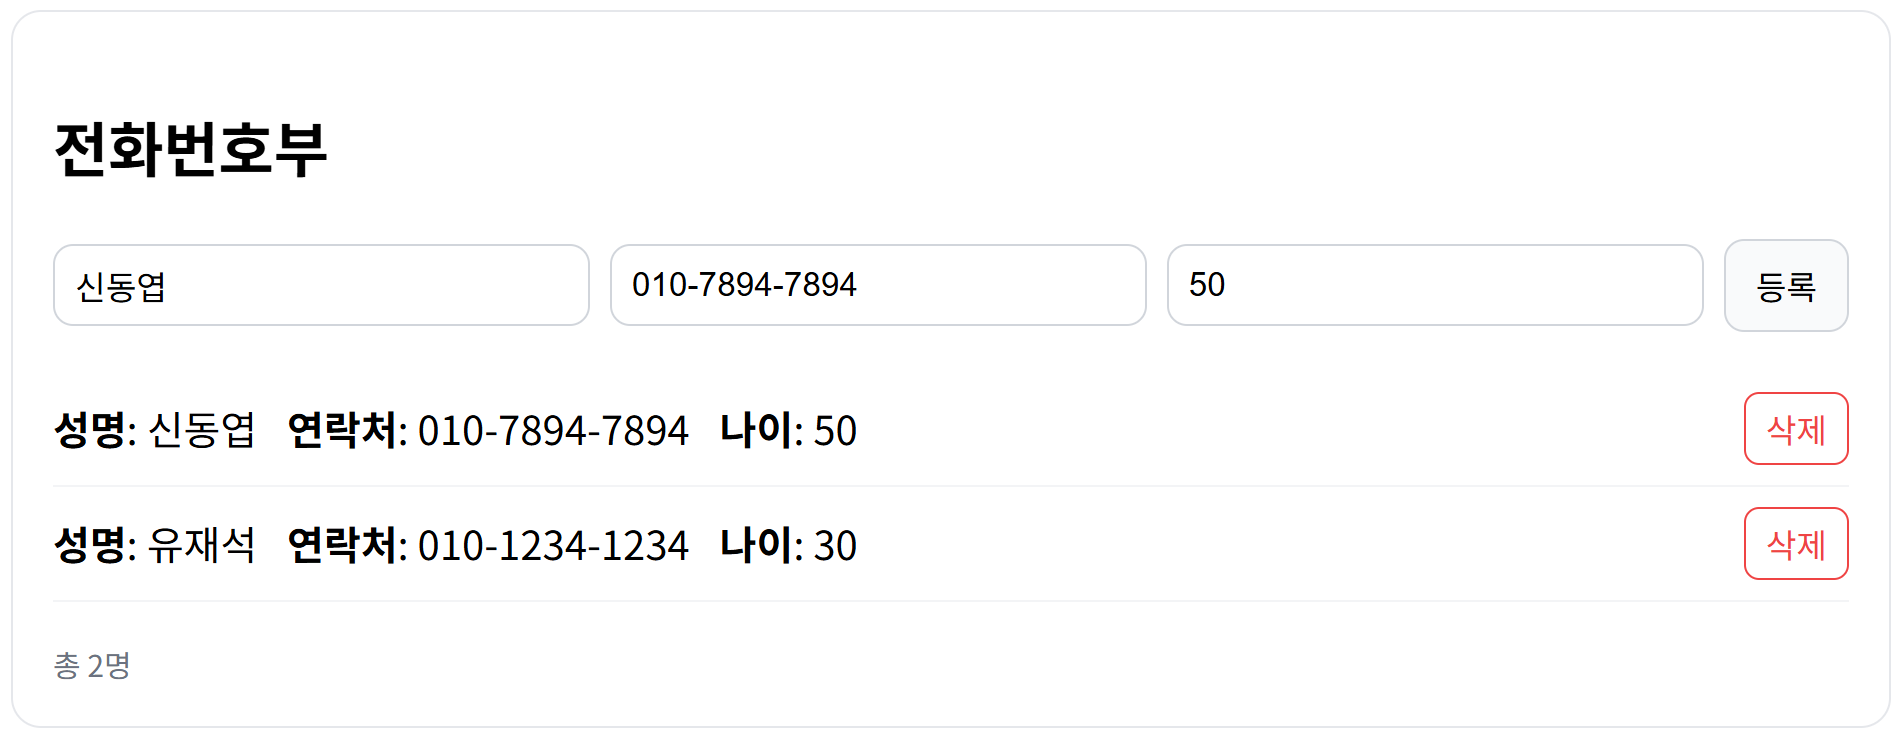 전화번호부
신동엽 010-7894-7894 50 등록
성명: 신동엽 연락처: 010-7894-7894 나이: 50 삭제
성명: 유재석 연락처: 010-1234-1234 나이: 30 삭제
총 2명